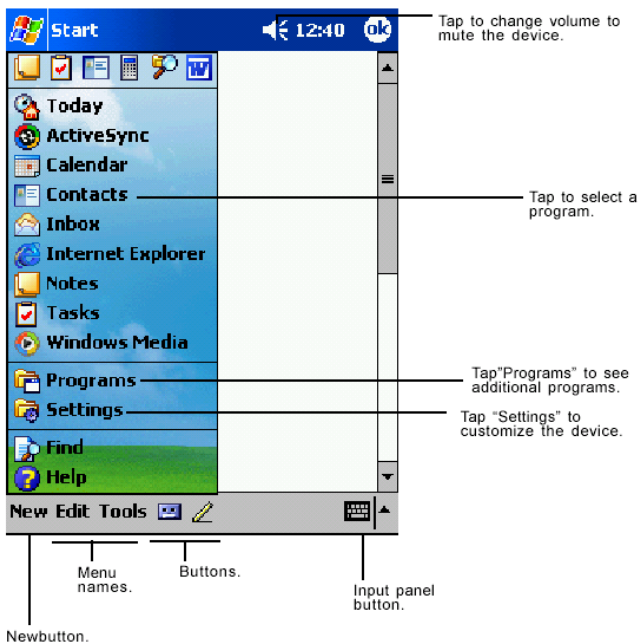 Start 12:40 ok
Tap to change volume to
mute the device.
Today
ActiveSync
Calendar
Contacts
Tap to select a
program.
Inbox
Internet Explorer
Notes
Tasks
Windows Media
Programs
Tap"Programs" to see
additional programs.
Settings
Tap “Settings” to
customize the device.
Find
Help
New Edit Tools
Menu
names.
Buttons.
Input panel
button.
Newbutton.